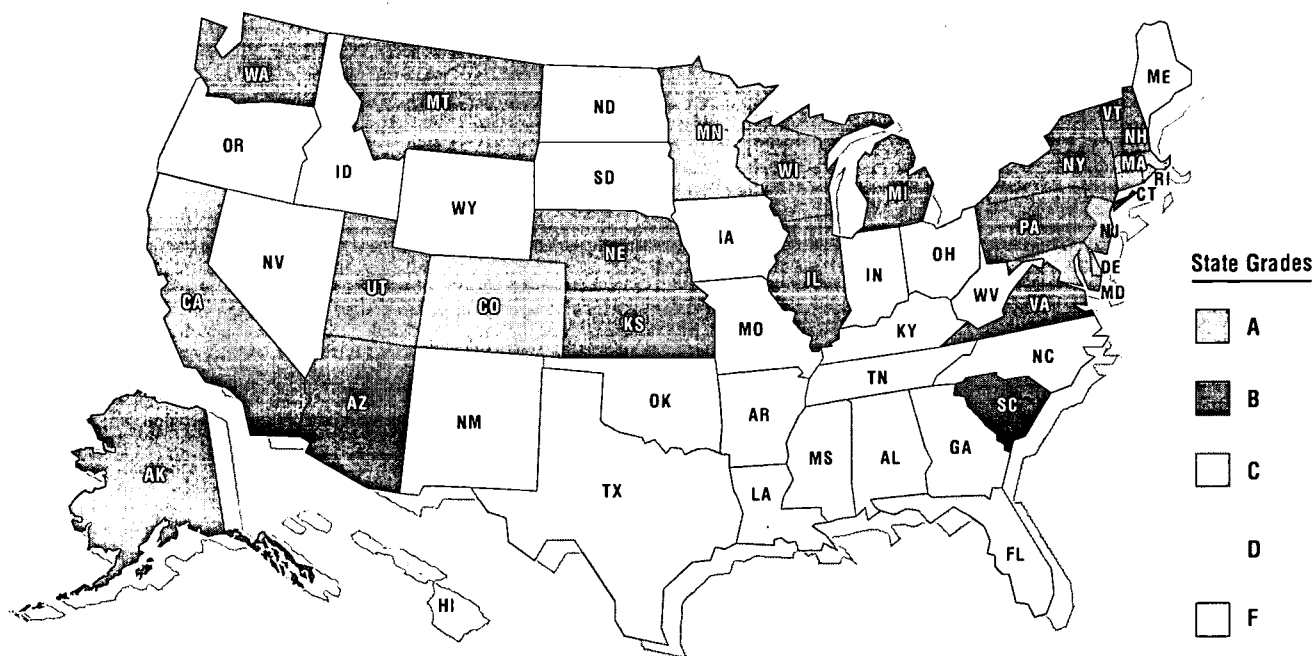 ME
WA
MT
ND
MN
VT
NH
OR
ID
SD
WI
MI
NY
MA
RI
CT
WY
IA
PA
NJ
NE
OH
NV
UT
IN
IL
DE
State Grades
CA
CO
WV
MD
VA
KS
MO
KY
A
NC
TN
AZ
OK
SC
B
NM
AR
MS
AL
GA
AK
TX
LA
C
FL
D
HI
F